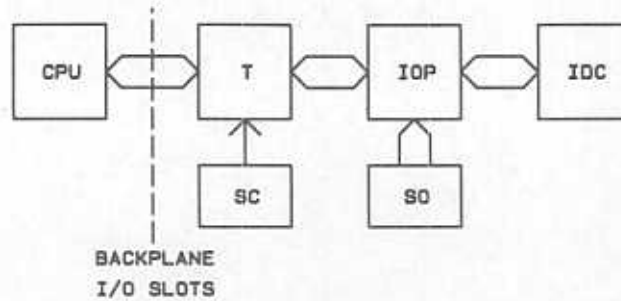 CPU
T
IOP
IDC
SC
SO
BACKPLANE
I/O SLOTS